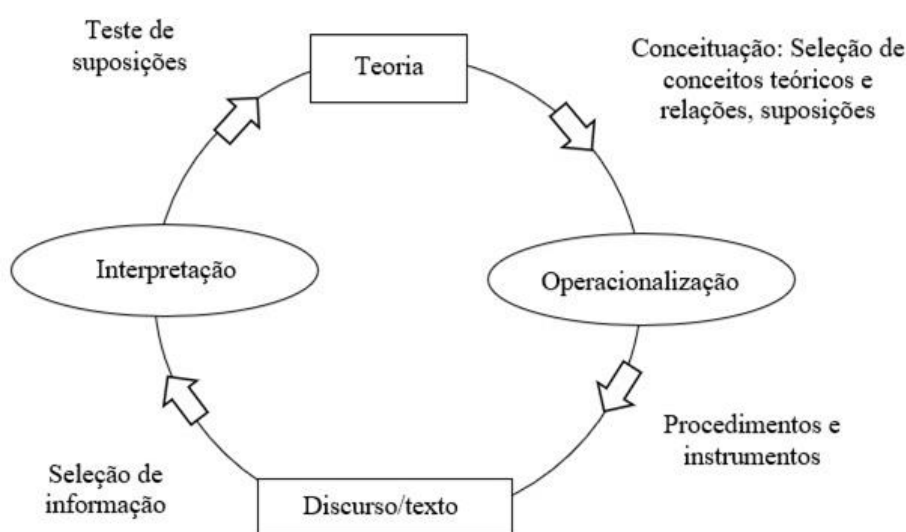 Teste de
suposições
Teoria
Conceituação: Seleção de
conceitos teóricos e
relações, suposições
Interpretação
Operacionalização
Procedimentos e
instrumentos
Seleção de
informação
Discurso/texto